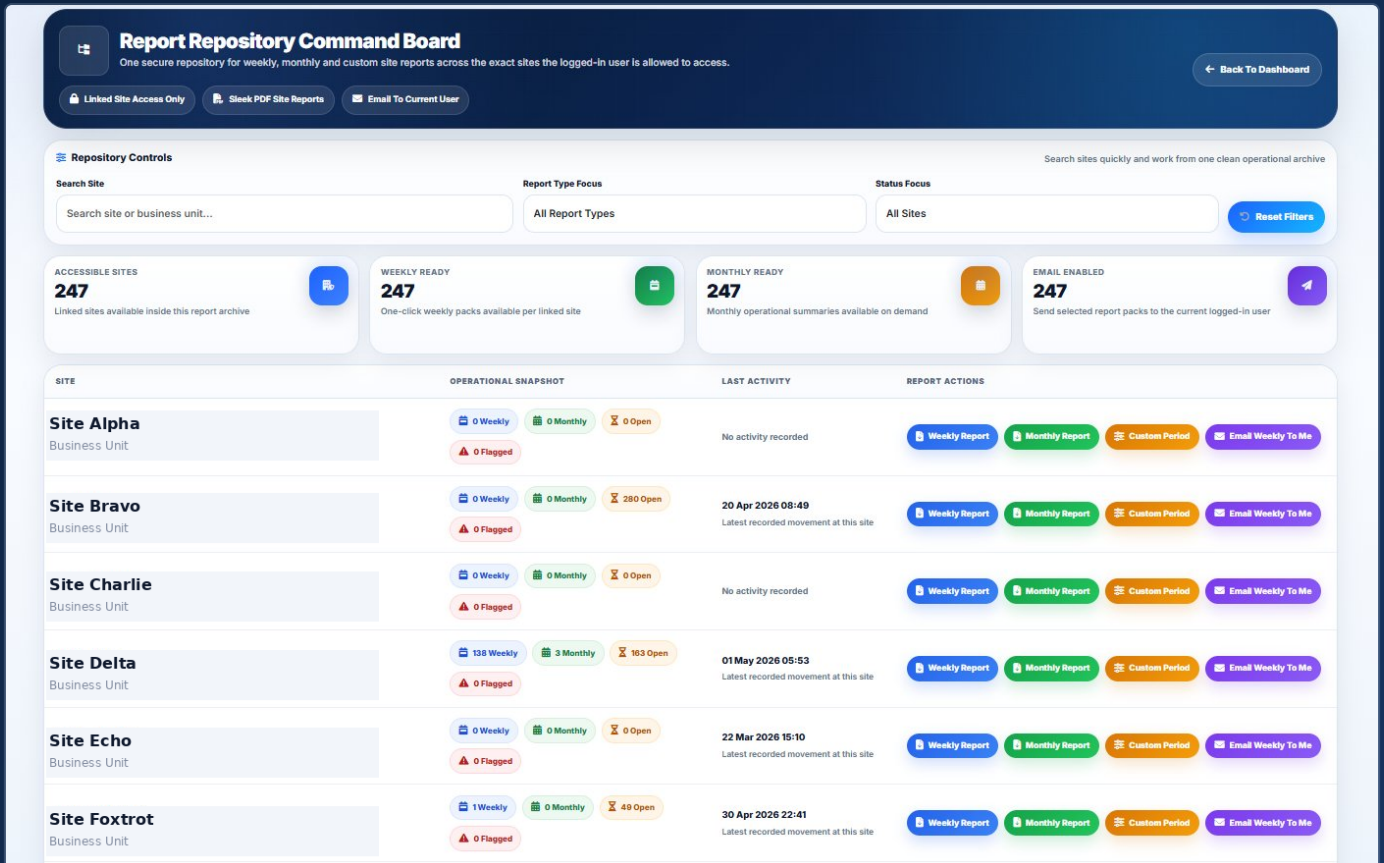 Report Repository Command Board
One secure repository for weekly, monthly and custom site reports across the exact sites the logged-in user is allowed to access.
Back To Dashboard
Linked Site Access Only Sleek PDF Site Reports Email To Current User
Repository Controls Search sites quickly and work from one clean operational archive
Search Site Report Type Focus Status Focus
Search site or business unit... All Report Types All Sites Reset Filters
ACCESSIBLE SITES WEEKLY READY MONTHLY READY EMAIL ENABLED
247 247 247 247
Linked sites available inside this report archive One-click weekly packs available per linked site Monthly operational summaries available on demand Send selected report packs to the current logged-in user
SITE OPERATIONAL SNAPSHOT LAST ACTIVITY REPORT ACTIONS
Site Alpha 0 Weekly 0 Monthly 0 Open
Business Unit 0 Flagged No activity recorded Weekly Report Monthly Report Custom Period Email Weekly To Me
Site Bravo 0 Weekly 0 Monthly 280 Open 20 Apr 2026 08:49
Business Unit 0 Flagged Latest recorded movement at this site Weekly Report Monthly Report Custom Period Email Weekly To Me
Site Charlie 0 Weekly 0 Monthly 0 Open
Business Unit 0 Flagged No activity recorded Weekly Report Monthly Report Custom Period Email Weekly To Me
Site Delta 138 Weekly 3 Monthly 163 Open 01 May 2026 05:53
Business Unit 0 Flagged Latest recorded movement at this site Weekly Report Monthly Report Custom Period Email Weekly To Me
Site Echo 0 Weekly 0 Monthly 0 Open 22 Mar 2026 15:10
Business Unit 0 Flagged Latest recorded movement at this site Weekly Report Monthly Report Custom Period Email Weekly To Me
Site Foxtrot 1 Weekly 0 Monthly 49 Open 30 Apr 2026 22:41
Business Unit 0 Flagged Latest recorded movement at this site Weekly Report Monthly Report Custom Period Email Weekly To Me